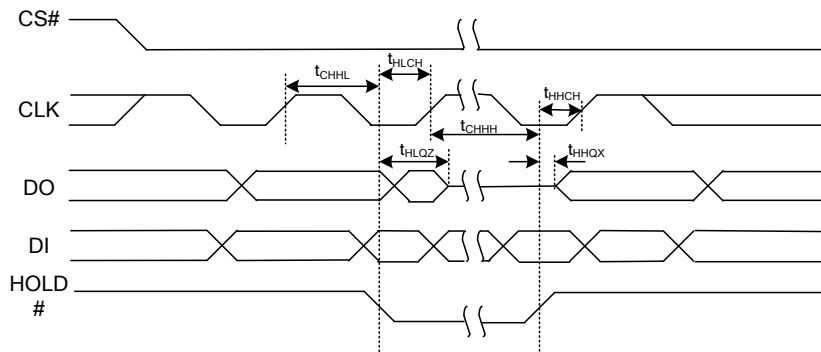 CS#
tCHHL
tHLCH
tHHCH
CLK
tCHHH
tHLQZ
tHHQX
DO
DI
HOLD
#